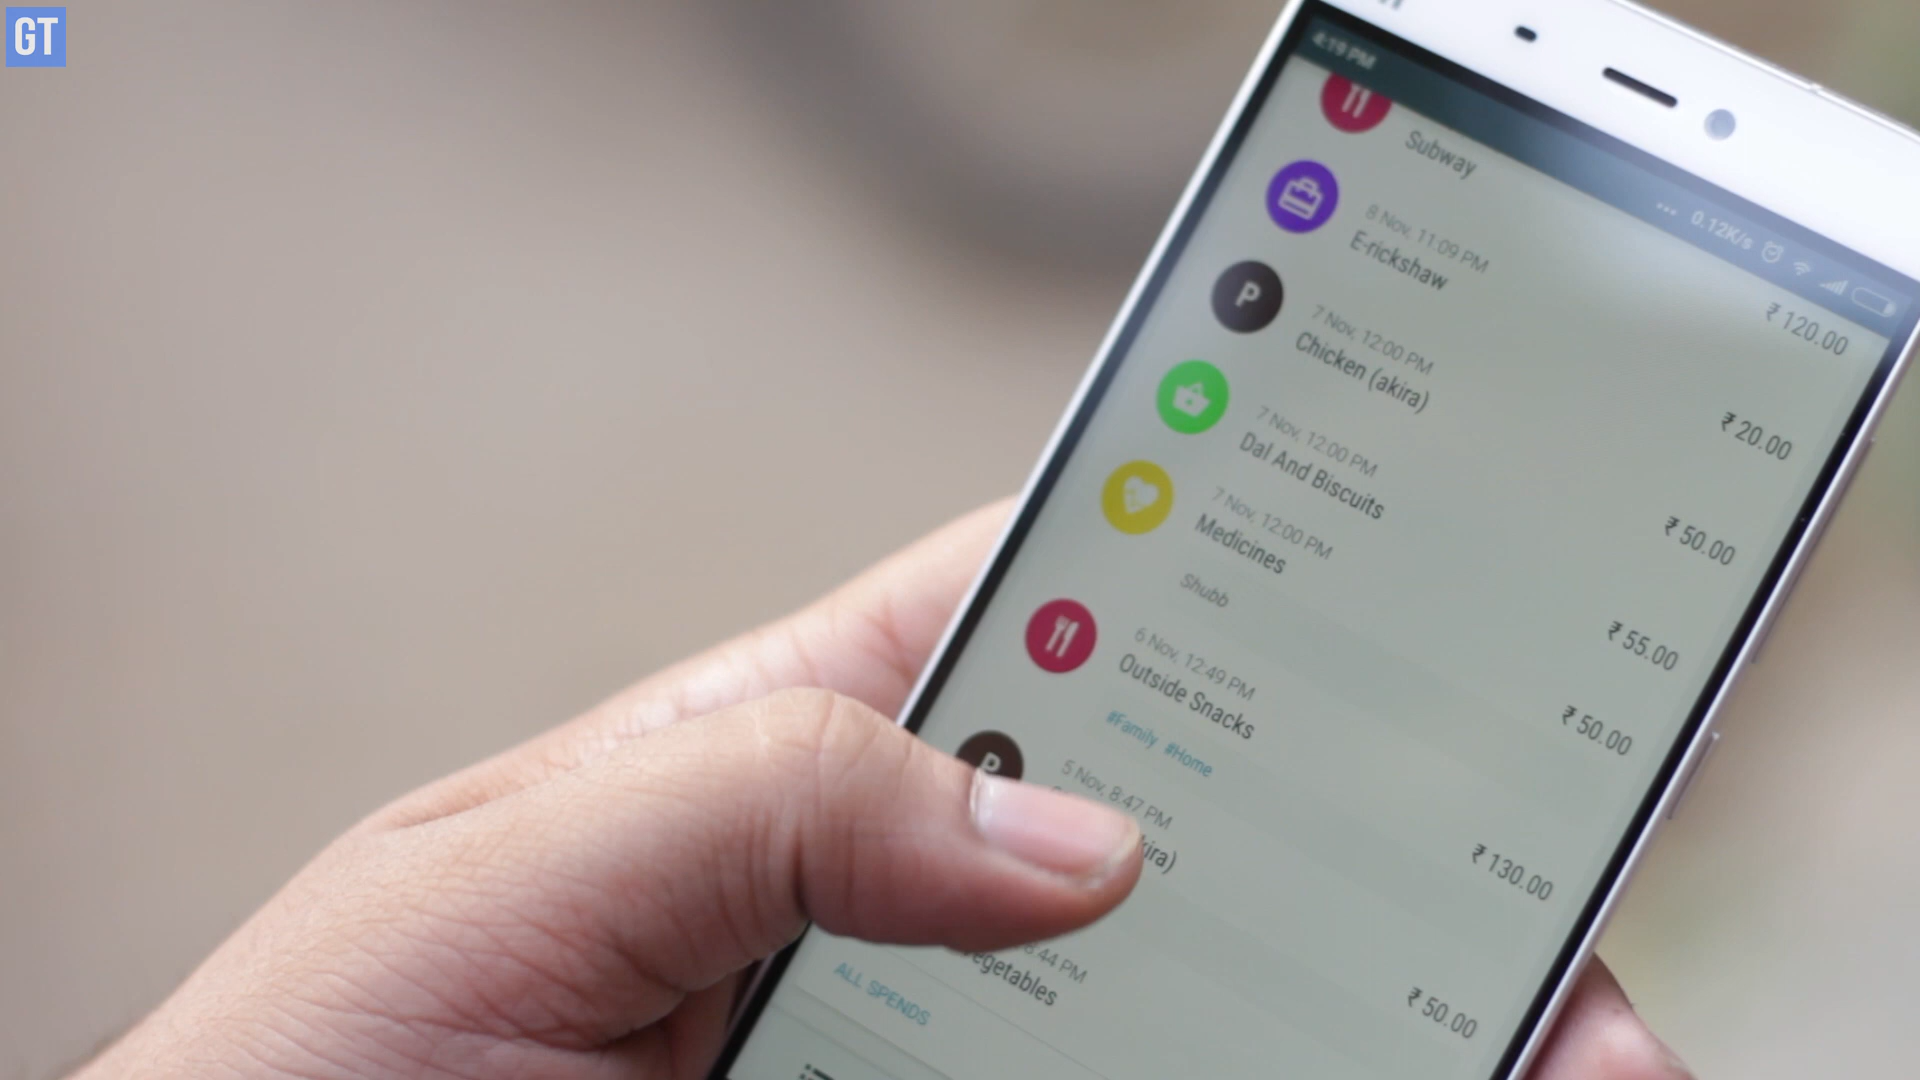 GT
4:19 PM
... 0.12K/s
Subway
₹ 120.00
8 Nov, 11:09 PM
E-rickshaw
₹ 20.00
P
7 Nov, 12:00 PM
Chicken (akira)
₹ 50.00
7 Nov, 12:00 PM
Dal And Biscuits
₹ 55.00
7 Nov, 12:00 PM
Medicines
₹ 50.00
Shubb
6 Nov, 12:49 PM
Outside Snacks
₹ 130.00
#Family #Home
P
5 Nov, 8:47 PM
kira)
₹ 50.00
8:44 PM
egetables
ALL SPENDS